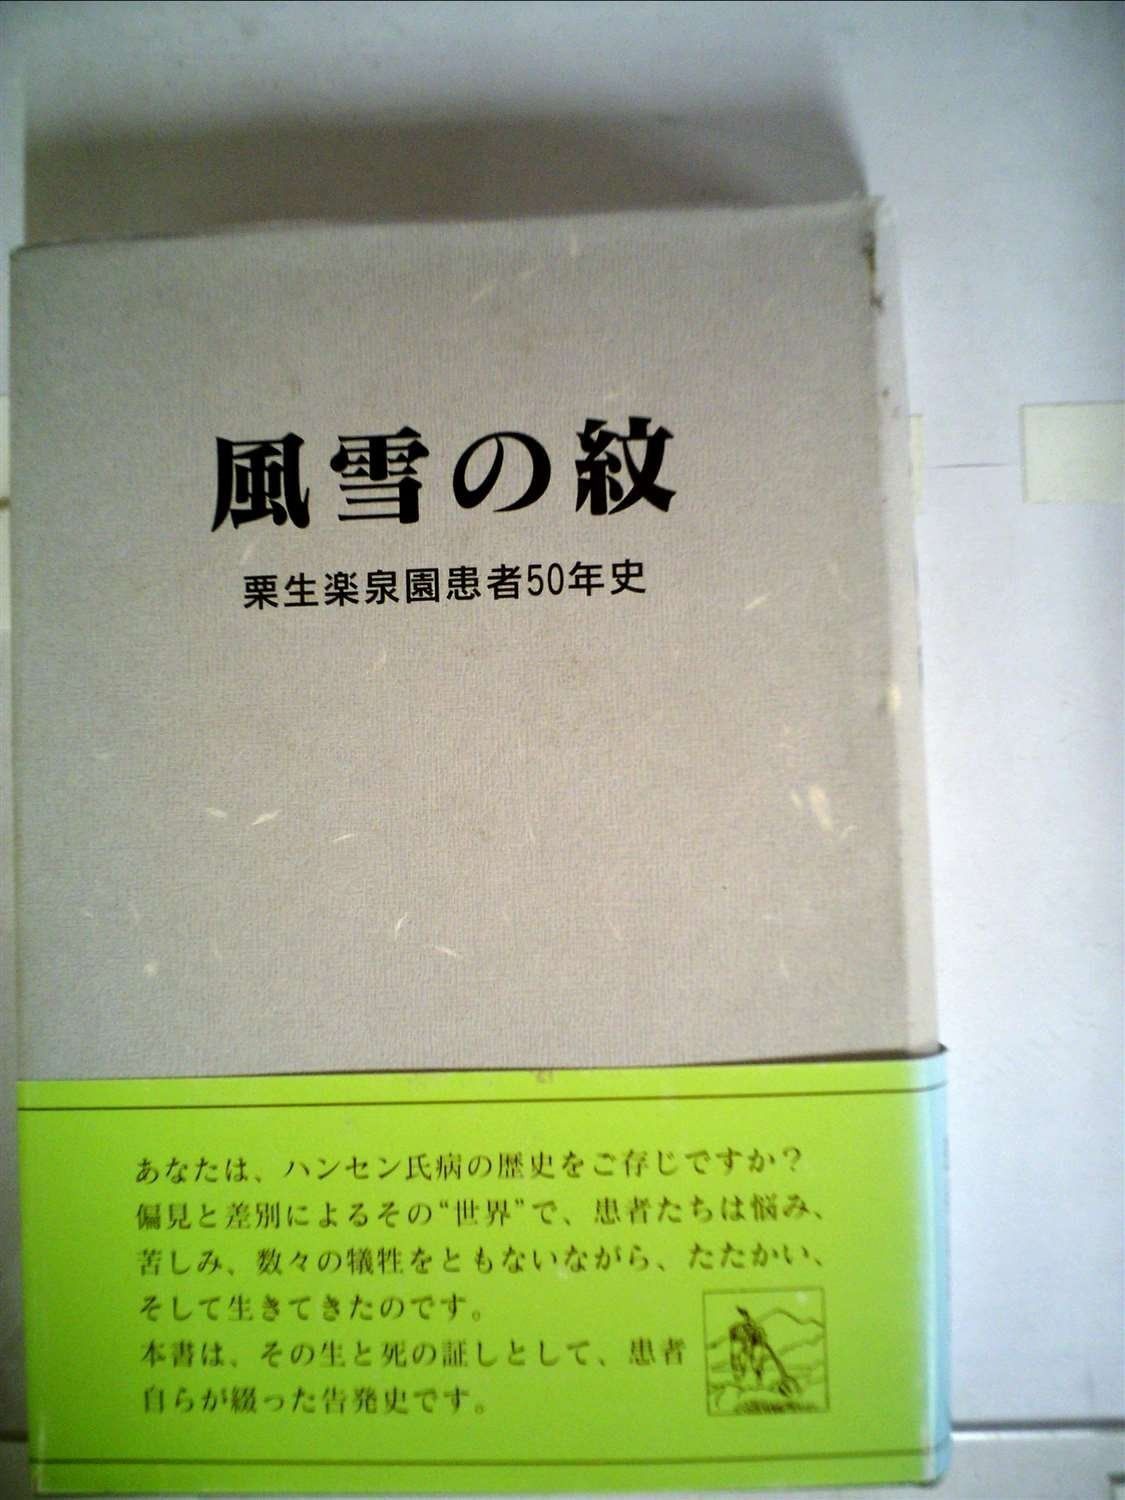 風雪の紋
栗生楽泉園患者50年史
あなたは、ハンセン氏病の歴史をご存じですか？
偏見と差別によるその“世界”で、患者たちは悩み、
苦しみ、数々の犠牲をともないながら、たたかい、
そして生きてきたのです。
本書は、その生と死の証しとして、患者
自らが綴った告発史です。